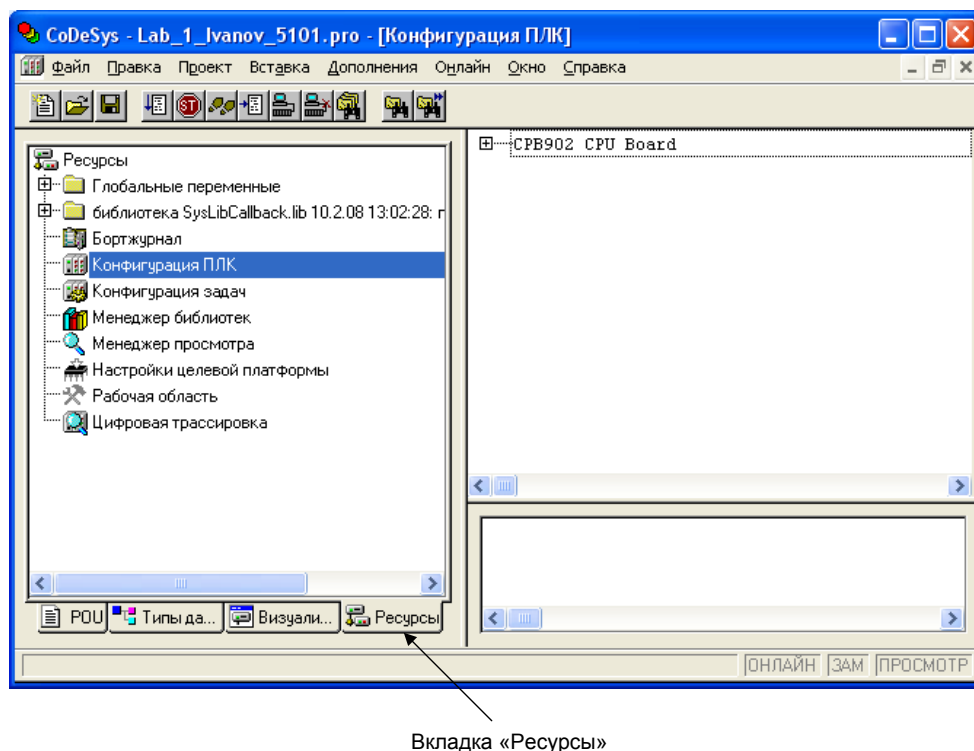 CoDeSys - Lab_1_Ivanov_5101.pro - [Конфигурация ПЛК]
Файл Правка Проект Вставка Дополнения Онлайн Окно Справка
Ресурсы
Глобальные переменные
библиотека SysLibCallback.lib 10.2.08 13:02:28: г
Бортжурнал
Конфигурация ПЛК
Конфигурация задач
Менеджер библиотек
Менеджер просмотра
Настройки целевой платформы
Рабочая область
Цифровая трассировка
POU Типы да... Визуали... Ресурсы
CPB902 CPU Board
ОНЛАЙН ЗАМ ПРОСМОТР
Вкладка «Ресурсы»